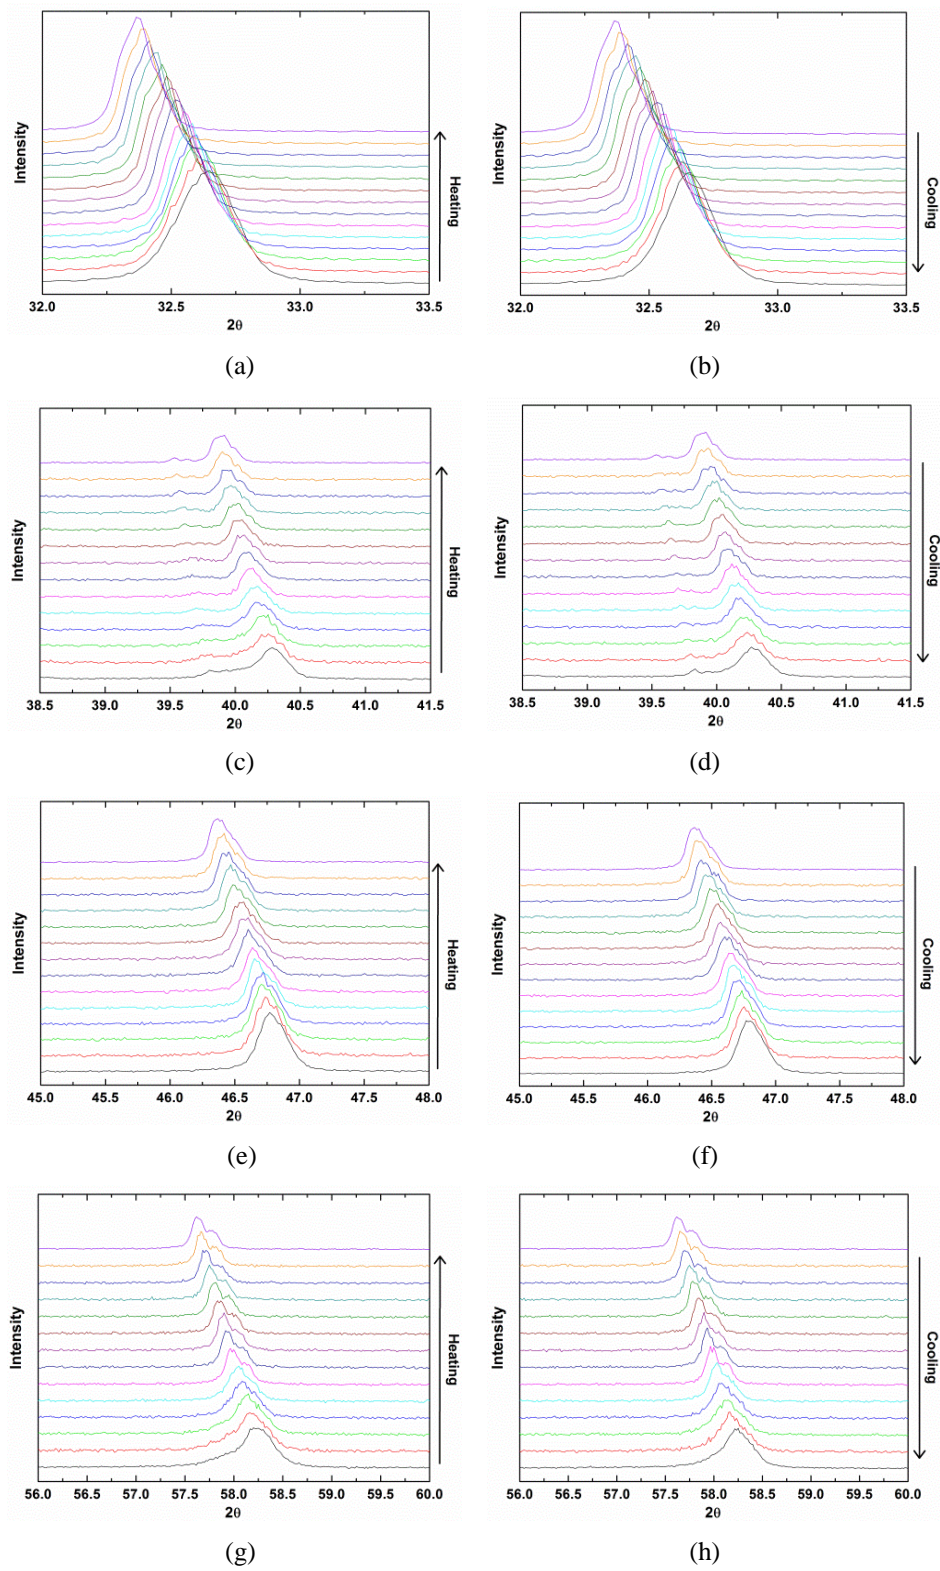 Intensity
Heating
32.0 32.5 33.0 33.5
2θ
(a)
Intensity
Cooling
32.0 32.5 33.0 33.5
2θ
(b)
Intensity
Heating
38.5 39.0 39.5 40.0 40.5 41.0 41.5
2θ
(c)
Intensity
Cooling
38.5 39.0 39.5 40.0 40.5 41.0 41.5
2θ
(d)
Intensity
Heating
45.0 45.5 46.0 46.5 47.0 47.5 48.0
2θ
(e)
Intensity
Cooling
45.0 45.5 46.0 46.5 47.0 47.5 48.0
2θ
(f)
Intensity
Heating
56.0 56.5 57.0 57.5 58.0 58.5 59.0 59.5 60.0
2θ
(g)
Intensity
Cooling
56.0 56.5 57.0 57.5 58.0 58.5 59.0 59.5 60.0
2θ
(h)